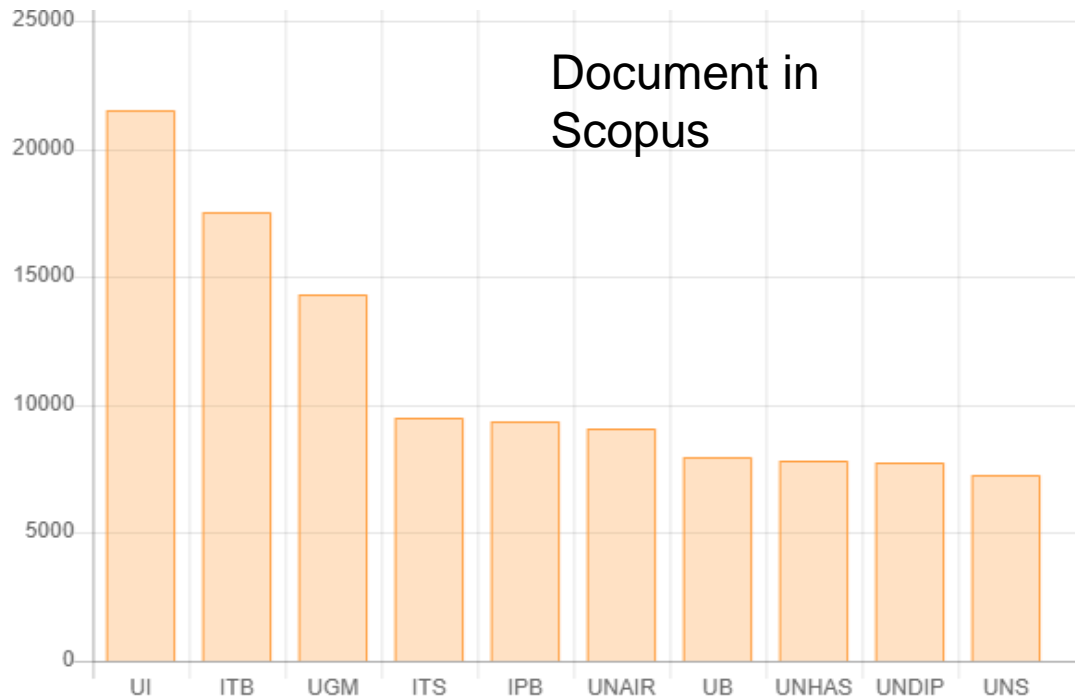 Document in
Scopus
25000
20000
15000
10000
5000
0
UI ITB UGM ITS IPB UNAIR UB UNHAS UNDIP UNS